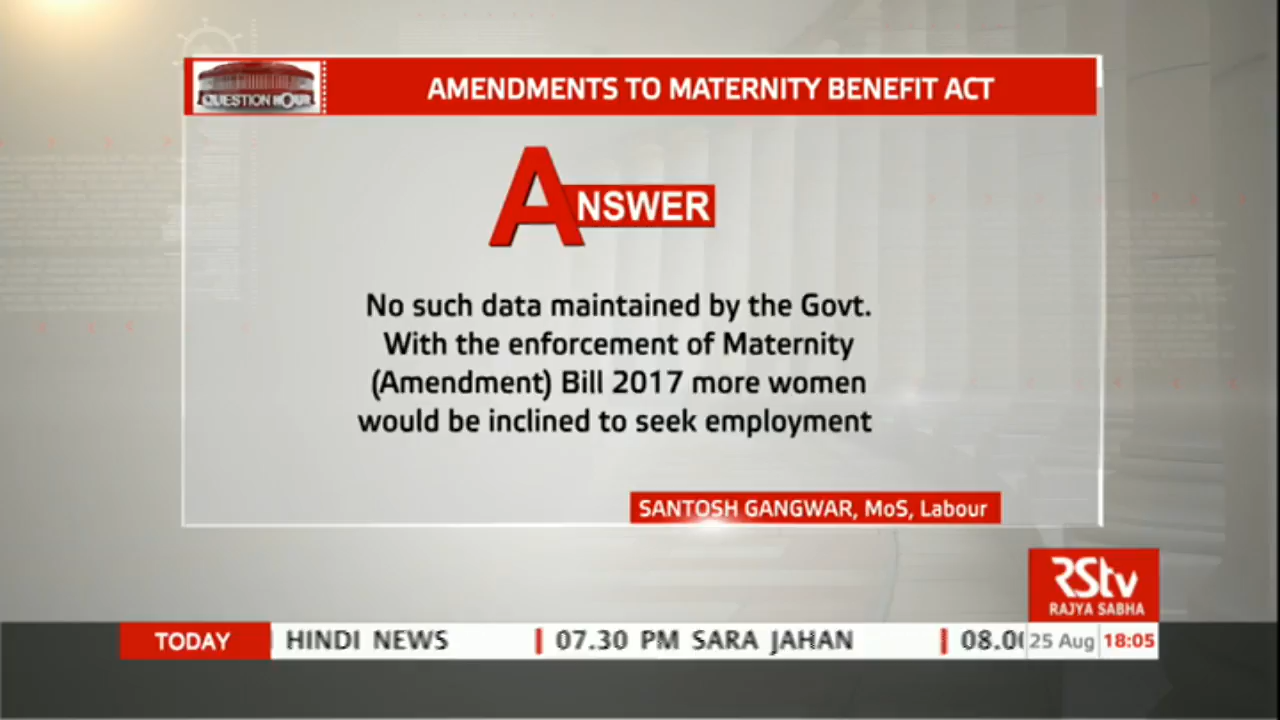 QUESTION HOUR
AMENDMENTS TO MATERNITY BENEFIT ACT
ANSWER
No such data maintained by the Govt.
With the enforcement of Maternity
(Amendment) Bill 2017 more women
would be inclined to seek employment
SANTOSH GANGWAR, MoS, Labour
RStv
RAJYA SABHA
TODAY HINDI NEWS 07.30 PM SARA JAHAN 25 Aug 18:05